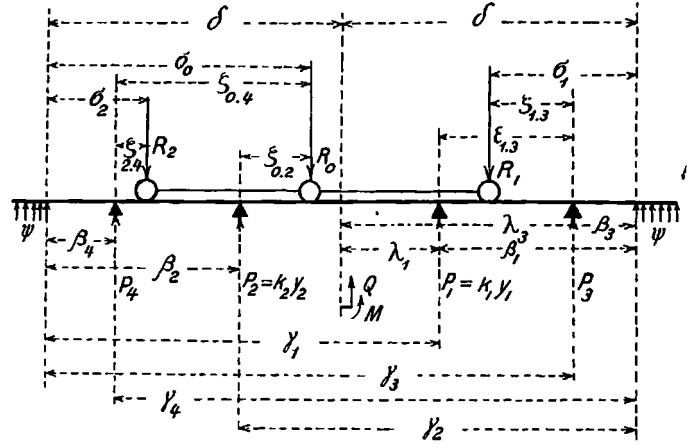 δ δ
σ₀ σ₁
ξ₀.₄
σ₂ ξ₁.₃
ε₁.₃
ξ₂.₄ R₂ ξ₀.₂ R₀ R₁
ψ β₄ λ₃ β₃ ψ
λ₁ β₁
β₂ P₄ P₂=k₂y₂ Q P₁=k₁y₁ P₃
M
γ₁
γ₃
γ₄
γ₂